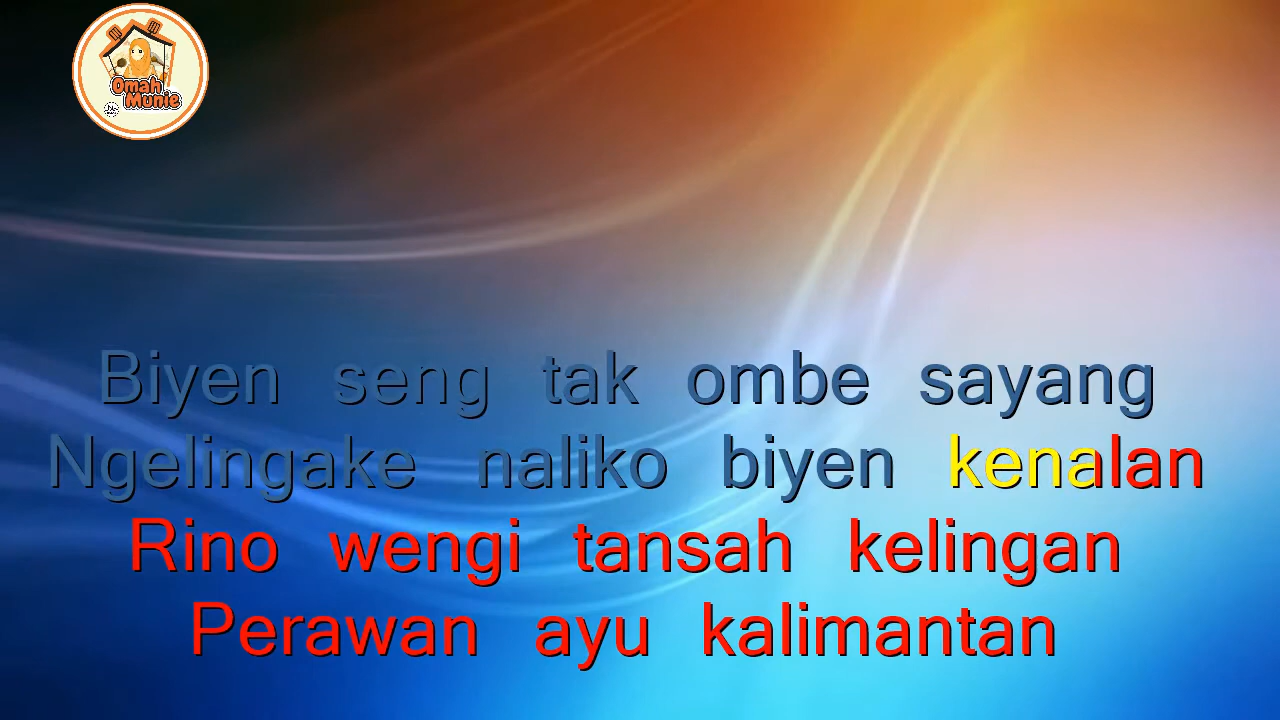 Omah
Munie
Biyen seng tak ombe sayang
Ngelingake naliko biyen kenalan
Rino wengi tansah kelingan
Perawan ayu kalimantan